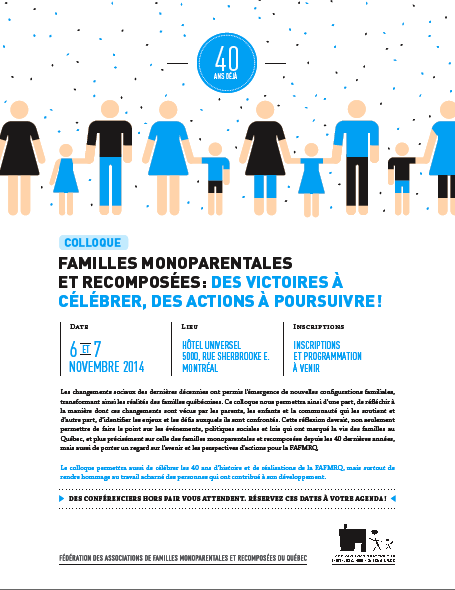 40
ANS DÉJÀ
COLLOQUE
FAMILLES MONOPARENTALES
ET RECOMPOSÉES : DES VICTOIRES À
CÉLÉBRER, DES ACTIONS À POURSUIVRE !
DATE
6 ET 7
NOVEMBRE 2014
LIEU
HÔTEL UNIVERSEL
5000, RUE SHERBROOKE E.
MONTRÉAL
INSCRIPTIONS
INSCRIPTIONS
ET PROGRAMMATION
À VENIR
Les changements sociaux des dernières décennies ont permis l'émergence de nouvelles configurations familiales,
transformant ainsi les réalités des familles québécoises. Ce colloque nous permettra ainsi d'une part, de réfléchir à
la manière dont ces changements sont vécus par les parents, les enfants et la communauté qui les soutient et
d'autre part, d'identifier les enjeux et les défis auxquels ils sont confrontés. Cette réflexion devrait, non seulement
permettre de faire le point sur les événements, politiques sociales et lois qui ont marqué la vie des familles au
Québec, et plus précisément sur celle des familles monoparentales et recomposées depuis les 40 dernières années,
mais aussi de porter un regard sur l'avenir et les perspectives d'actions pour la FAFMRQ.
Le colloque permettra aussi de célébrer les 40 ans d'histoire et de réalisations de la FAFMRQ, mais surtout de
rendre hommage au travail acharné des personnes qui ont contribué à son développement.
DES CONFÉRENCIERS HORS PAIR VOUS ATTENDENT. RÉSERVEZ CES DATES À VOTRE AGENDA !
FÉDÉRATION DES ASSOCIATIONS DE FAMILLES MONOPARENTALES ET RECOMPOSÉES DU QUÉBEC